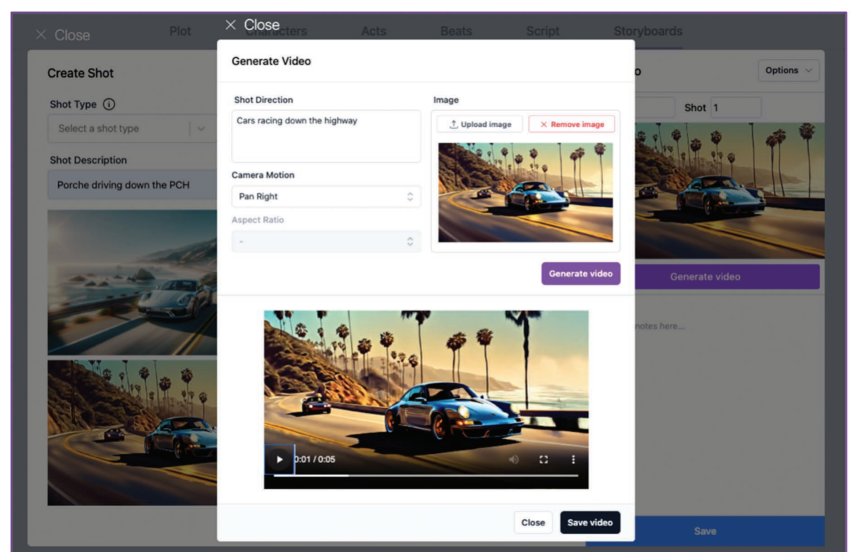 Close
Plot
Characters
Acts
Beats
Script
Storyboards
Create Shot
Shot Type
Select a shot type
Shot Description
Porche driving down the PCH
Close
Generate Video
Shot Direction
Cars racing down the highway
Camera Motion
Pan Right
Aspect Ratio
-
Image
Upload image
Remove image
Generate video
0:01 / 0:05
Close
Save video
Options
Shot 1
Generate video
notes here...
Save